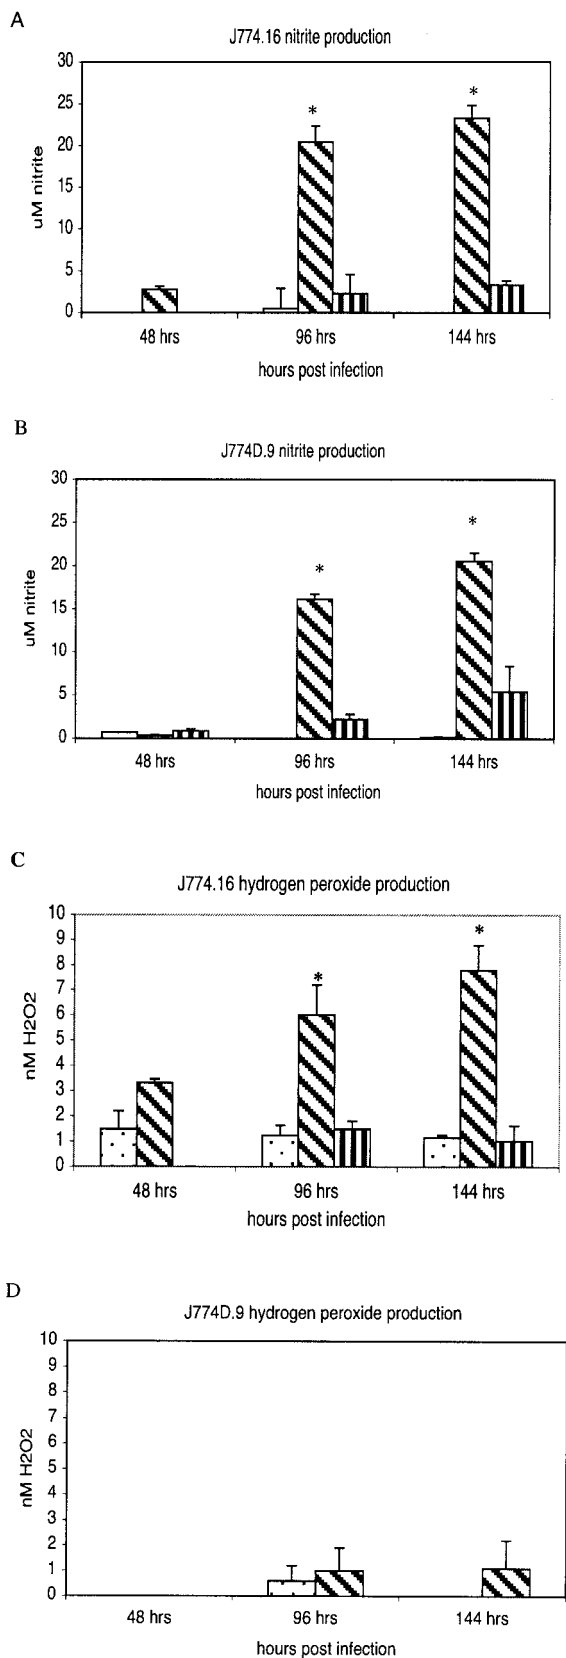 A
J774.16 nitrite production
30
25
20
15
10
5
0
uM nitrite
*
*
48 hrs
96 hrs
144 hrs
hours post infection
B
J774D.9 nitrite production
30
25
20
15
10
5
0
uM nitrite
*
*
48 hrs
96 hrs
144 hrs
hours post infection
C
J774.16 hydrogen peroxide production
10
9
8
7
6
5
4
3
2
1
0
nM H2O2
*
*
48 hrs
96 hrs
144 hrs
hours post infection
D
J774D.9 hydrogen peroxide production
10
9
8
7
6
5
4
3
2
1
0
nM H2O2
48 hrs
96 hrs
144 hrs
hours post infection